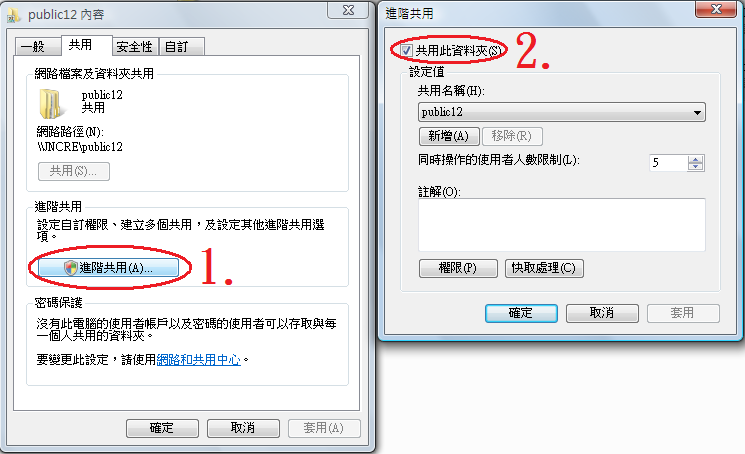 public12 內容
一般
共用
安全性
自訂
網路檔案及資料夾共用
public12
共用
網路路徑(N):
\\JNCRE\public12
共用(S)...
進階共用
設定自訂權限、建立多個共用，及設定其他進階共用選
項。
進階共用(A)...
1.
密碼保護
沒有此電腦的使用者帳戶以及密碼的使用者可以存取與每
一個人共用的資料夾。
要變更此設定，請使用網路和共用中心。
確定
取消
套用(A)
進階共用
共用此資料夾(S)
2.
設定值
共用名稱(H):
public12
新增(A)
移除(R)
同時操作的使用者人數限制(L):
5
註解(O):
權限(P)
快取處理(C)
確定
取消
套用